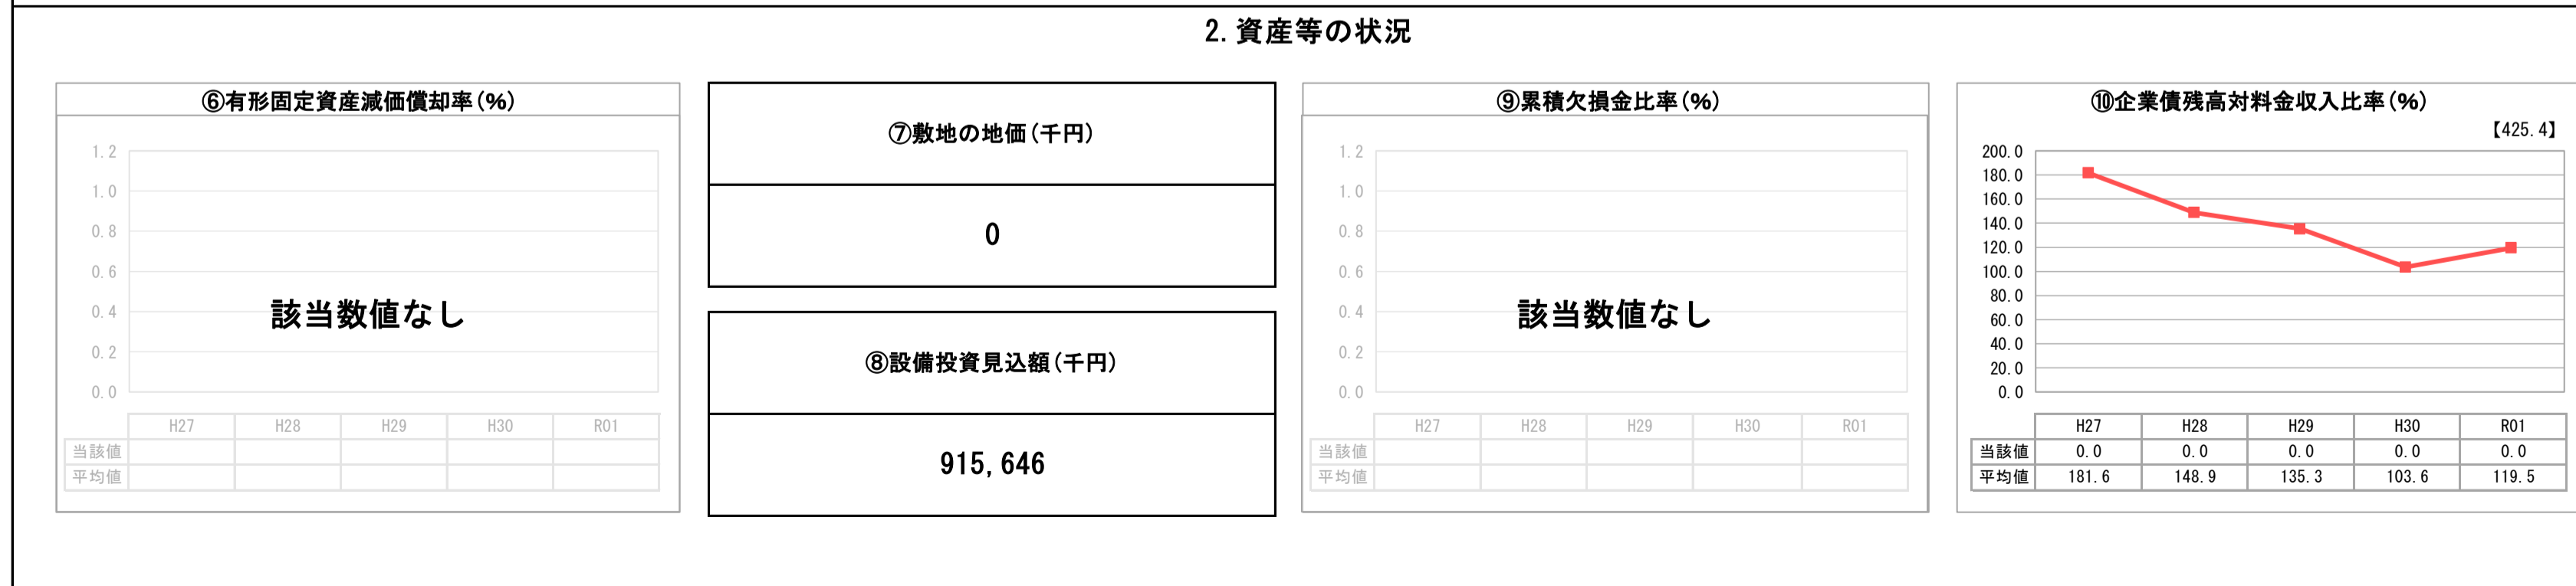 2.資産等の状況
⑥有形固定資産減価償却率(%)
1.2
1.0
0.8
0.6
0.4
0.2
0.0
該当数値なし
H27 H28 H29 H30 R01
当該値
平均値
⑦敷地の地価(千円)
0
⑧設備投資見込額(千円)
915,646
⑨累積欠損金比率(%)
1.2
1.0
0.8
0.6
0.4
0.2
0.0
該当数値なし
H27 H28 H29 H30 R01
当該値
平均値
⑩企業債残高対料金収入比率(%)
【425.4】
200.0
180.0
160.0
140.0
120.0
100.0
80.0
60.0
40.0
20.0
0.0
H27 H28 H29 H30 R01
当該値 0.0 0.0 0.0 0.0 0.0
平均値 181.6 148.9 135.3 103.6 119.5